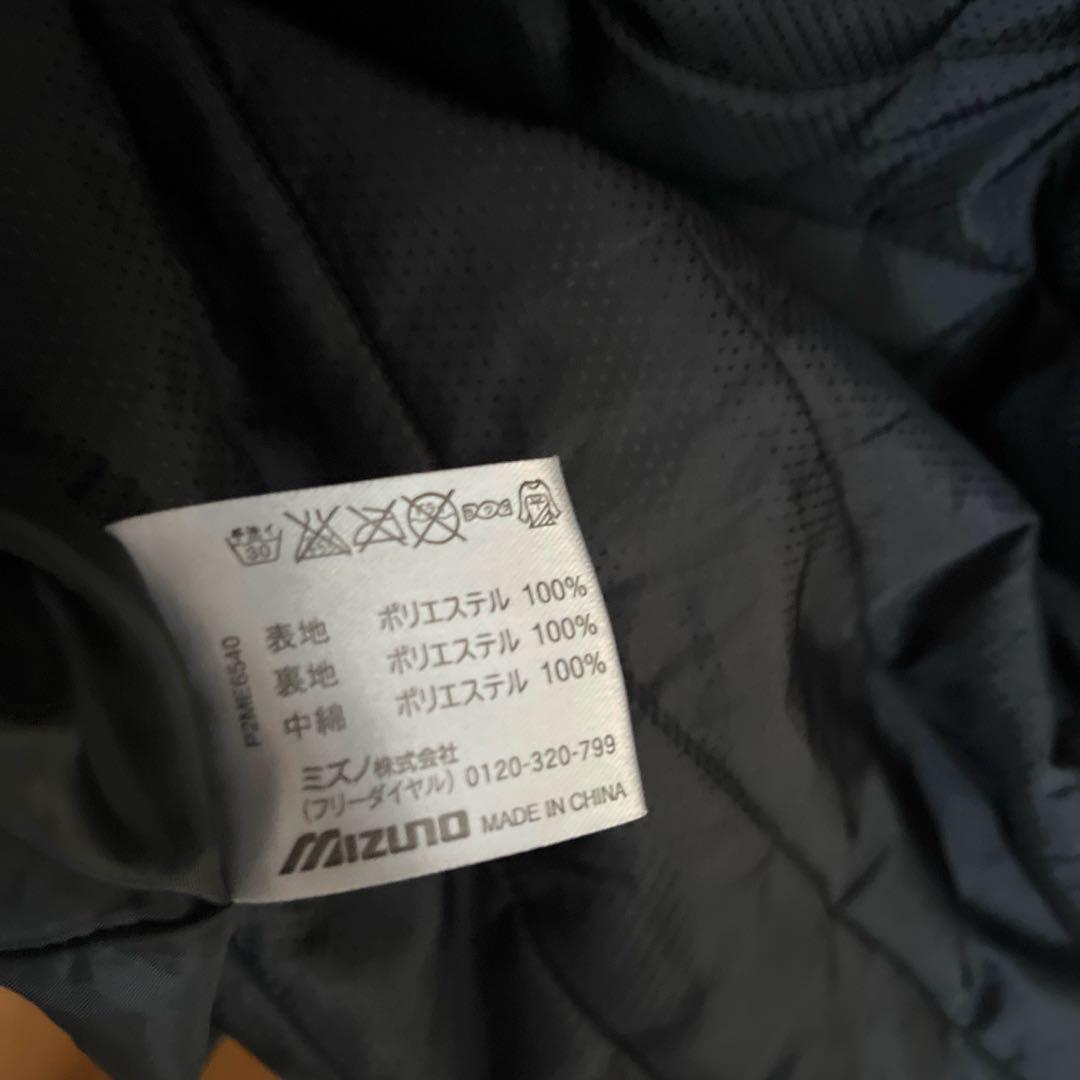 手洗イ
30
表地 ポリエステル 100%
裏地 ポリエステル 100%
中綿 ポリエステル 100%
P2ME6540
ミズノ株式会社
(フリーダイヤル) 0120-320-799
MIZUNO MADE IN CHINA